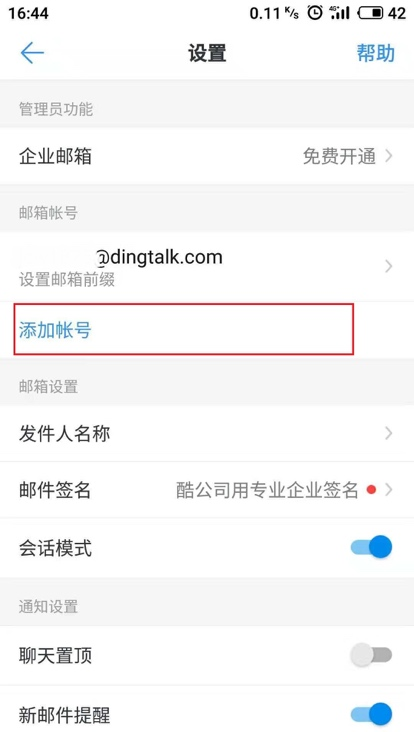 16:44 0.11 K/s 4G 42
设置 帮助
管理员功能
企业邮箱 免费开通
邮箱帐号
@dingtalk.com
设置邮箱前缀
添加帐号
邮箱设置
发件人名称
邮件签名 酷公司用专业企业签名
会话模式
通知设置
聊天置顶
新邮件提醒